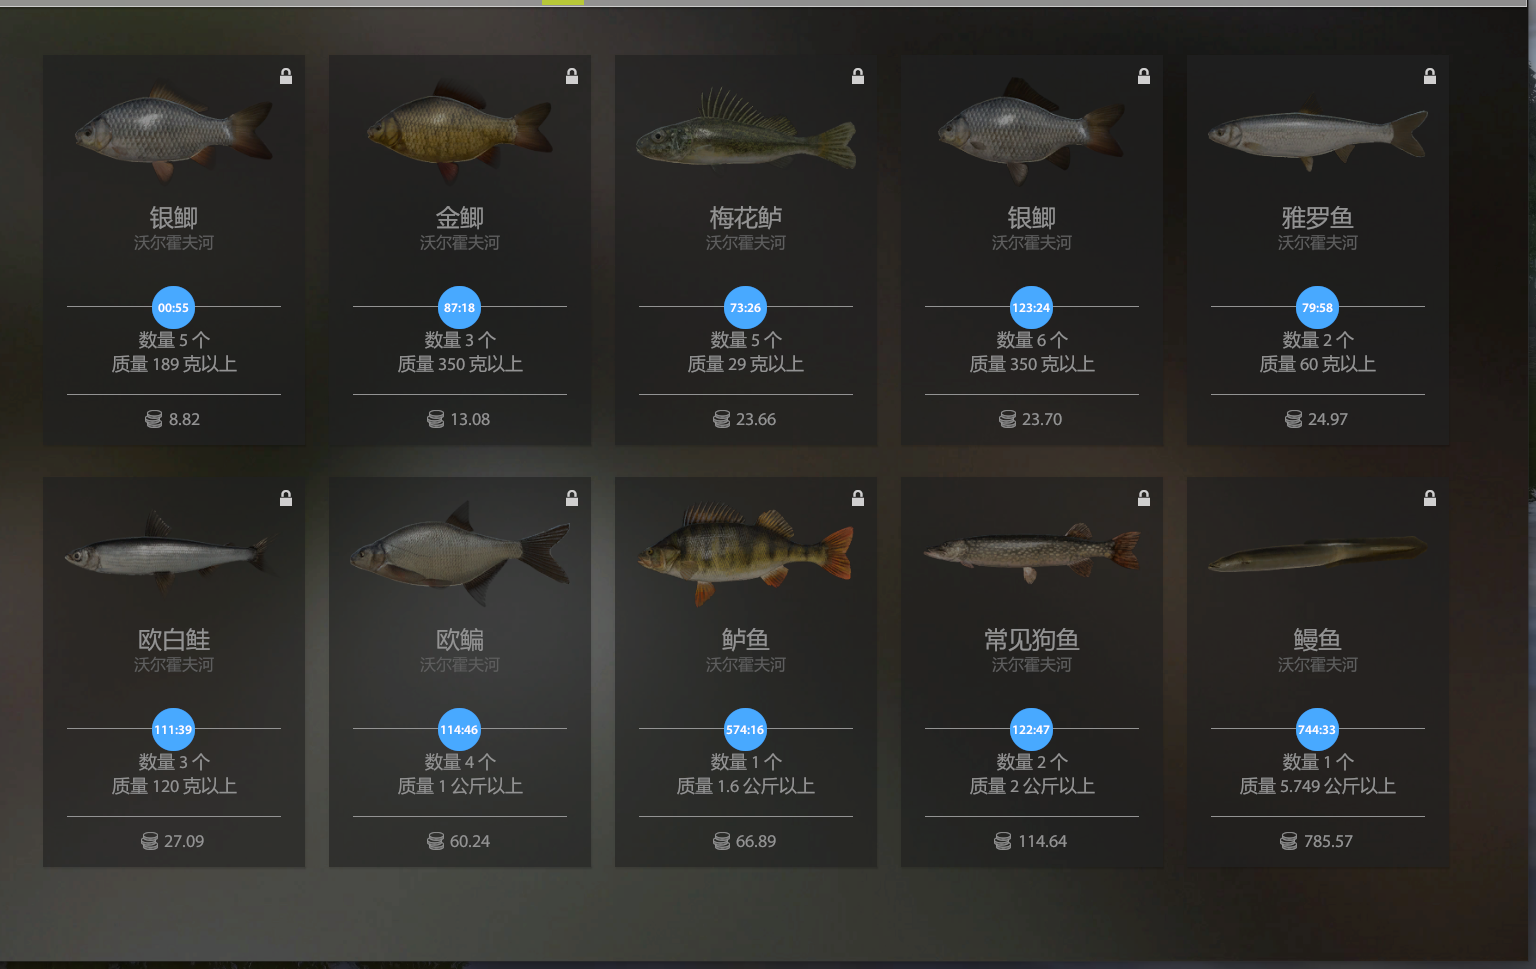 银鲫
沃尔霍夫河
00:55
数量 5 个
质量 189 克以上
8.82
金鲫
沃尔霍夫河
87:18
数量 3 个
质量 350 克以上
13.08
梅花鲈
沃尔霍夫河
73:26
数量 5 个
质量 29 克以上
23.66
银鲫
沃尔霍夫河
123:24
数量 6 个
质量 350 克以上
23.70
雅罗鱼
沃尔霍夫河
79:58
数量 2 个
质量 60 克以上
24.97
欧白鲑
沃尔霍夫河
111:39
数量 3 个
质量 120 克以上
27.09
欧鳊
沃尔霍夫河
114:46
数量 4 个
质量 1 公斤以上
60.24
鲈鱼
沃尔霍夫河
574:16
数量 1 个
质量 1.6 公斤以上
66.89
常见狗鱼
沃尔霍夫河
122:47
数量 2 个
质量 2 公斤以上
114.64
鳗鱼
沃尔霍夫河
744:33
数量 1 个
质量 5.749 公斤以上
785.57